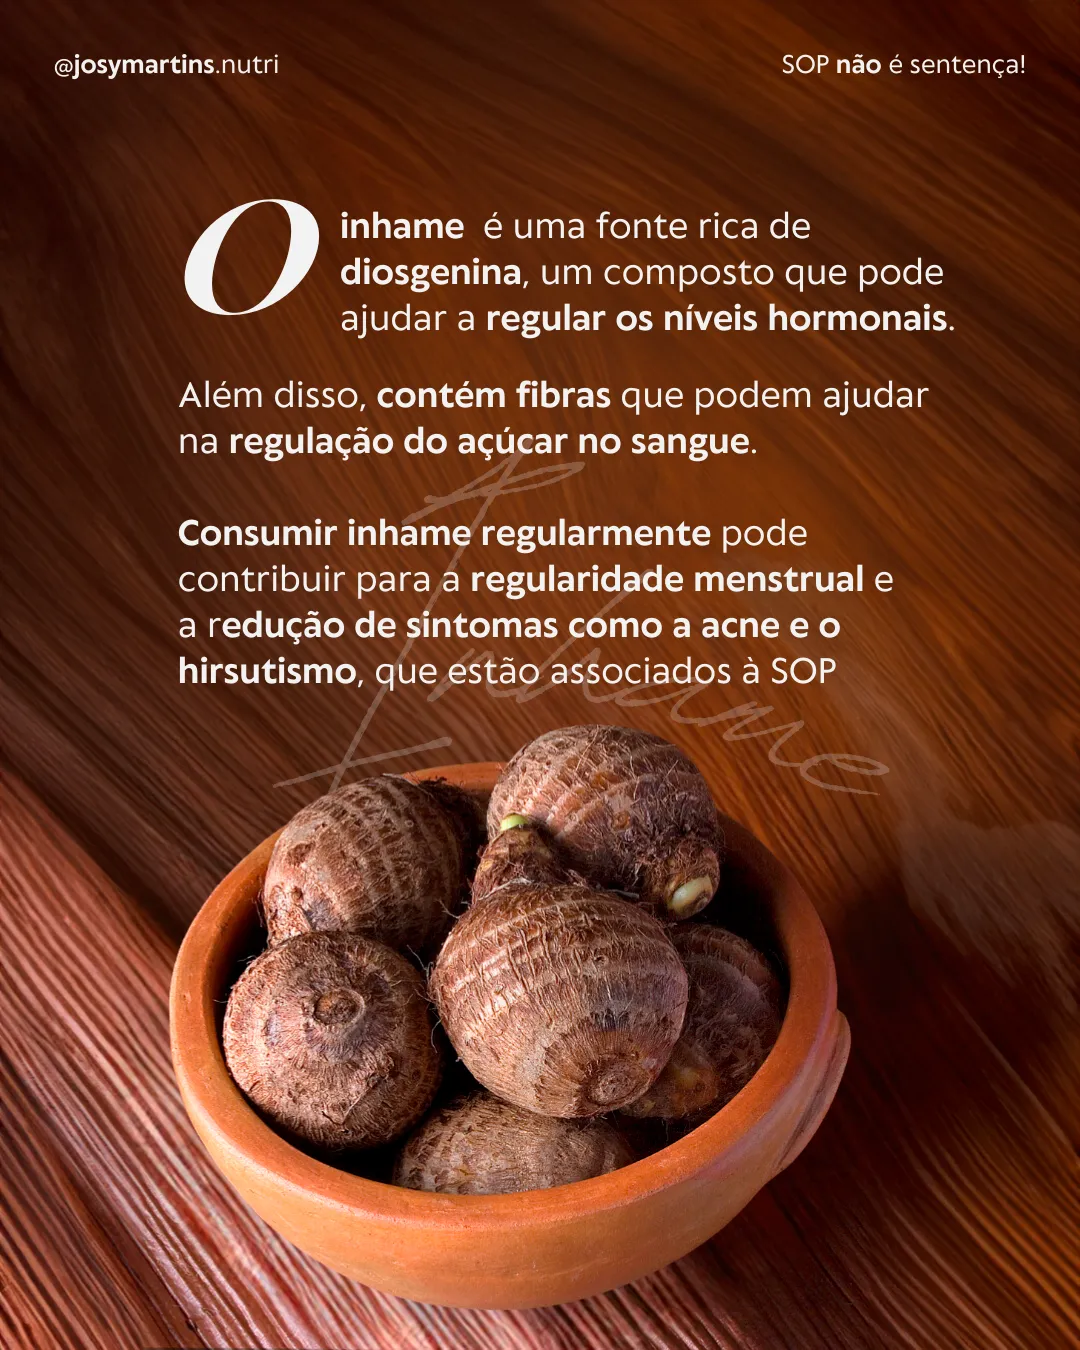 @josymartins.nutri
SOP não é sentença!
O inhame é uma fonte rica de
diosgenina, um composto que pode
ajudar a regular os níveis hormonais.
Além disso, contém fibras que podem ajudar
na regulação do açúcar no sangue.
Consumir inhame regularmente pode
contribuir para a regularidade menstrual e
a redução de sintomas como a acne e o
hirsutismo, que estão associados à SOP
Inhame